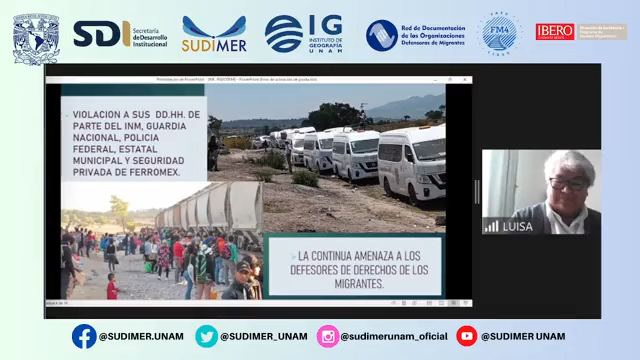 SDI
Secretaría
de Desarrollo
Institucional
SUDIMER
IG
INSTITUTO DE
GEOGRAFÍA
UNAM
Red de Documentación
de las Organizaciones
Defensoras de Migrantes
FM4
IBERO
VIOLACION A SUS DD.HH. DE
PARTE DEL INM, GUARDIA
NACIONAL, POLICIA
FEDERAL, ESTATAL
MUNICIPAL Y SEGURIDAD
PRIVADA DE FERROMEX.
LA CONTINUA AMENAZA A LOS
DEFESORES DE DERECHOS DE LOS
MIGRANTES.
LUISA
@SUDIMER.UNAM
@SUDIMER_UNAM
@sudimerunam_oficial
@SUDIMER UNAM